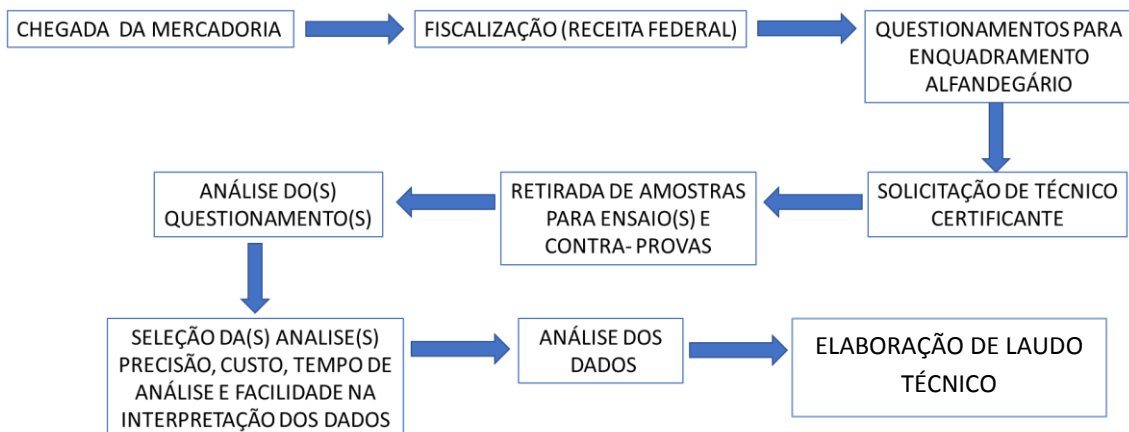 CHEGADA DA MERCADORIA
FISCALIZAÇÃO (RECEITA FEDERAL)
QUESTIONAMENTOS PARA
ENQUADRAMENTO
ALFANDEGÁRIO
SOLICITAÇÃO DE TÉCNICO
CERTIFICANTE
RETIRADA DE AMOSTRAS
PARA ENSAIO(S) E
CONTRA- PROVAS
ANÁLISE DO(S)
QUESTIONAMENTO(S)
SELEÇÃO DA(S) ANALISE(S)
PRECISÃO, CUSTO, TEMPO DE
ANÁLISE E FACILIDADE NA
INTERPRETAÇÃO DOS DADOS
ANÁLISE DOS
DADOS
ELABORAÇÃO DE LAUDO
TÉCNICO